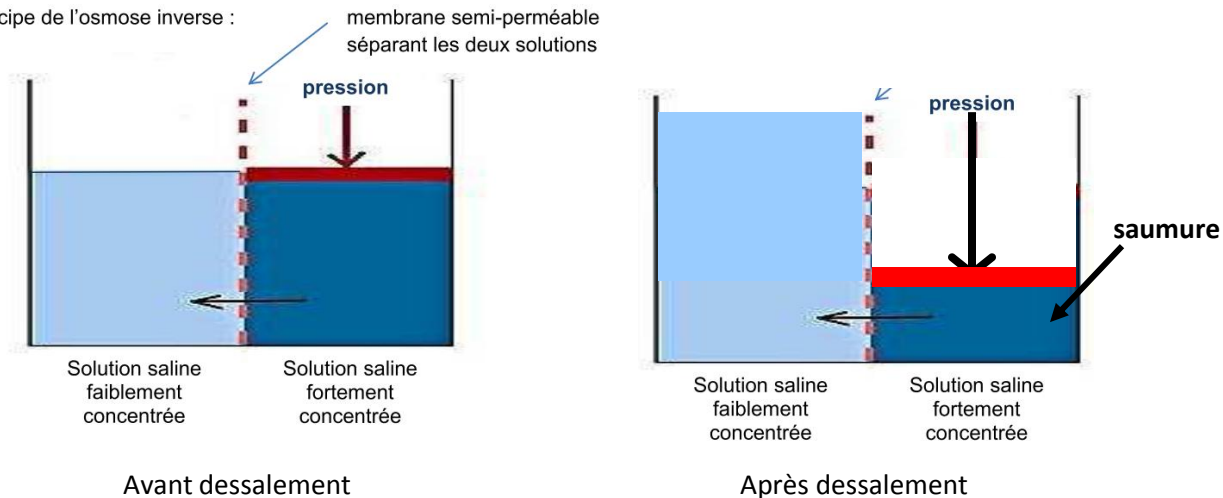 cipe de l'osmose inverse :
membrane semi-perméable
séparant les deux solutions
pression
Solution saline
faiblement
concentrée
Solution saline
fortement
concentrée
Avant dessalement
pression
saumure
Solution saline
faiblement
concentrée
Solution saline
fortement
concentrée
Après dessalement